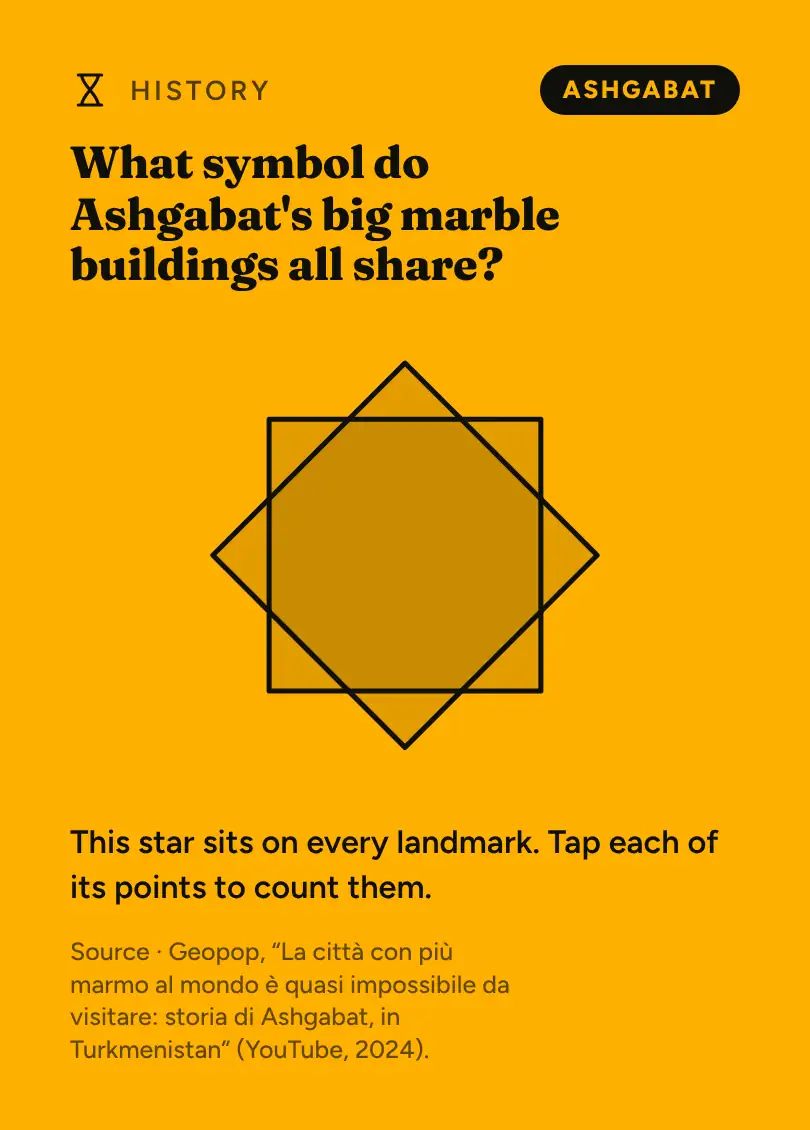 HISTORY
ASHGABAT
What symbol do
Ashgabat's big marble
buildings all share?
This star sits on every landmark. Tap each of
its points to count them.
Source · Geopop, “La città con più
marmo al mondo è quasi impossibile da
visitare: storia di Ashgabat, in
Turkmenistan” (YouTube, 2024).